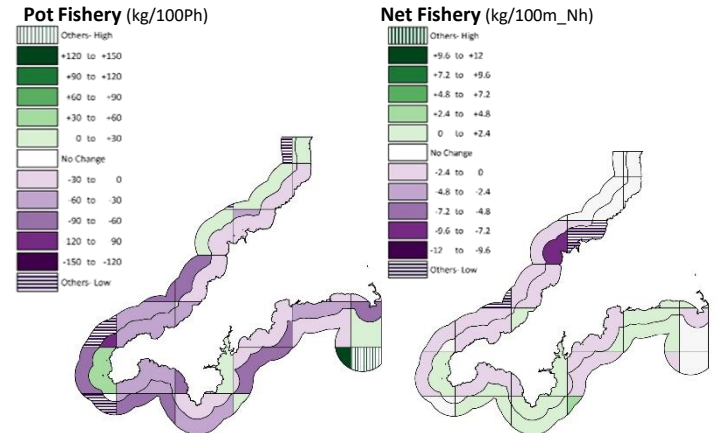 Pot Fishery (kg/100Ph)
Others- High
+120 to +150
+90 to +120
+60 to +90
+30 to +60
0 to +30
No Change
-30 to 0
-60 to -30
-90 to -60
120 to 90
-150 to -120
Others- Low
Net Fishery (kg/100m_Nh)
Others- High
+9.6 to +12
+7.2 to +9.6
+4.8 to +7.2
+2.4 to +4.8
0 to +2.4
No Change
-2.4 to 0
-4.8 to -2.4
-7.2 to -4.8
-9.6 to -7.2
-12 to -9.6
Others- Low